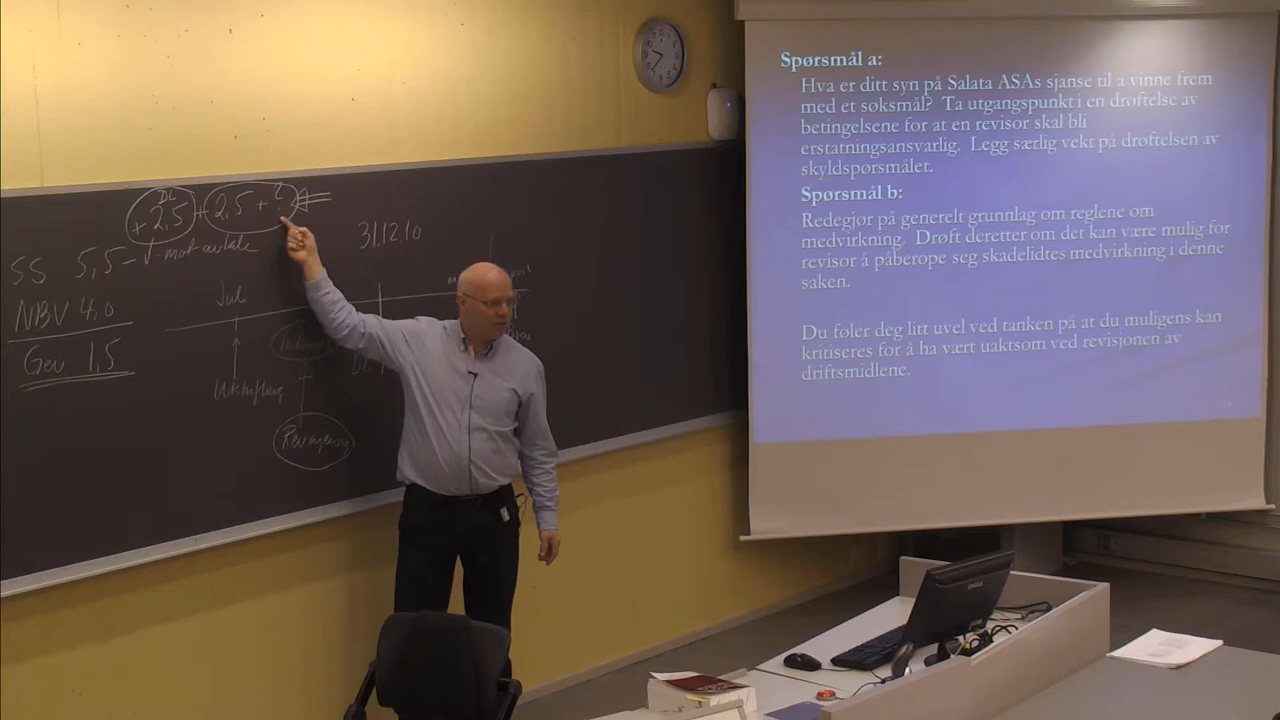 DL
+ 2,5 + 2,5 + ?
SS 5,5 -
NBV 4,0
Gev 1,5
31.12.10
Jul
Utskiftning
Spørsmål a:
Hva er ditt syn på Salata ASAs sjanse til å vinne frem
med et søksmål? Ta utgangspunkt i en drøftelse av
betingelsene for at en revisor skal bli
erstatningsansvarlig. Legg særlig vekt på drøftelsen av
skyldspørsmålet.
Spørsmål b:
Redegjør på generelt grunnlag om reglene om
medvirkning. Drøft deretter om det kan være mulig for
revisor å påberope seg skadelidtes medvirkning i denne
saken.
Du føler deg litt uvel ved tanken på at du muligens kan
kritiseres for å ha vært uaktsom ved revisjonen av
driftsmidlene.